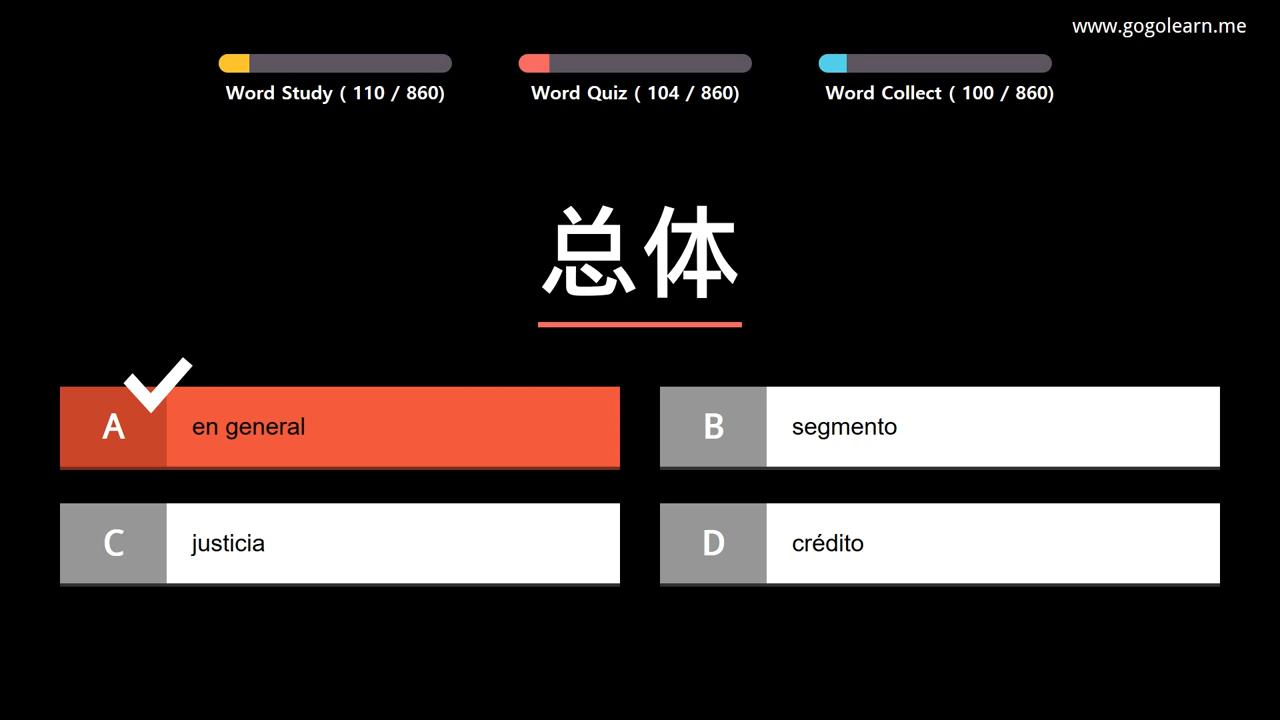 www.gogolearn.me
Word Study ( 110 / 860)
Word Quiz ( 104 / 860)
Word Collect ( 100 / 860)
总体
A en general
B segmento
C justicia
D crédito